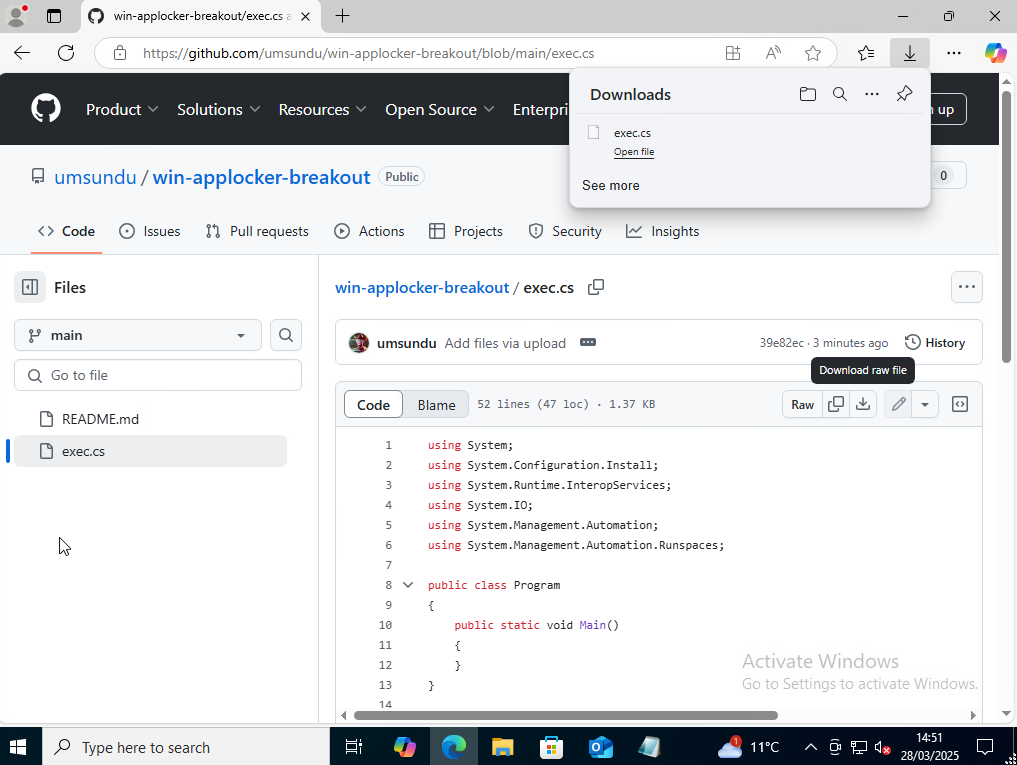 win-applocker-breakout/exec.cs a
https://github.com/umsundu/win-applocker-breakout/blob/main/exec.cs
Product
Solutions
Resources
Open Source
Enterpri
n up
Downloads
exec.cs
Open file
See more
umsundu / win-applocker-breakout
Public
0
Code
Issues
Pull requests
Actions
Projects
Security
Insights
Files
main
Go to file
README.md
exec.cs
win-applocker-breakout / exec.cs
umsundu Add files via upload
39e82ec · 3 minutes ago
History
Download raw file
Code
Blame
52 lines (47 loc) · 1.37 KB
Raw
1 using System;
2 using System.Configuration.Install;
3 using System.Runtime.InteropServices;
4 using System.IO;
5 using System.Management.Automation;
6 using System.Management.Automation.Runspaces;
7
8 public class Program
9 {
10 public static void Main()
11 {
12 }
13 }
14
Activate Windows
Go to Settings to activate Windows.
Type here to search
1
11°C
14:51
28/03/2025